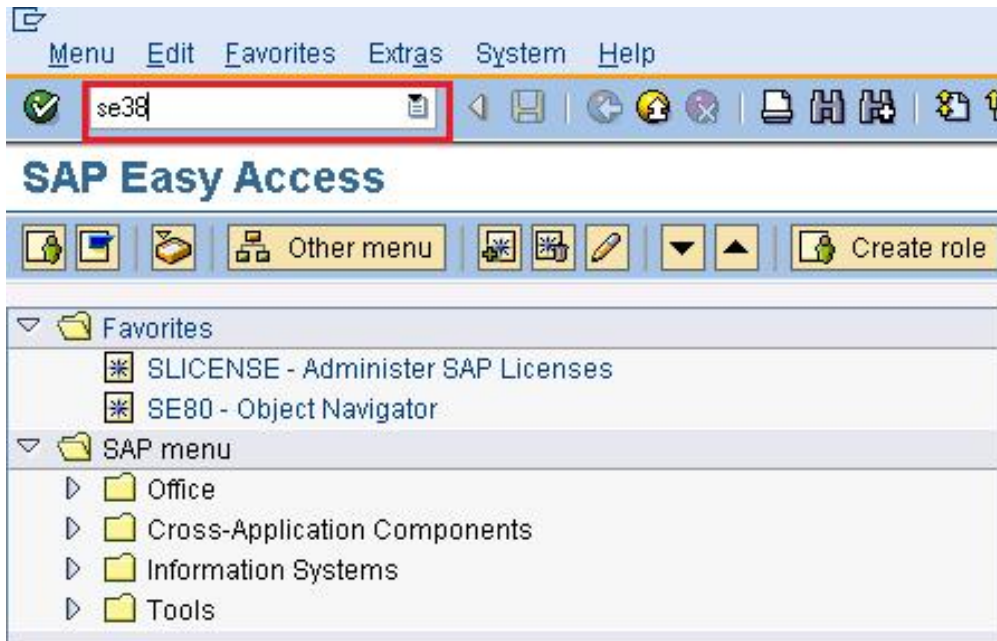 Menu Edit Favorites Extras System Help
se38
SAP Easy Access
Other menu Create role
Favorites
SLICENSE - Administer SAP Licenses
SE80 - Object Navigator
SAP menu
Office
Cross-Application Components
Information Systems
Tools